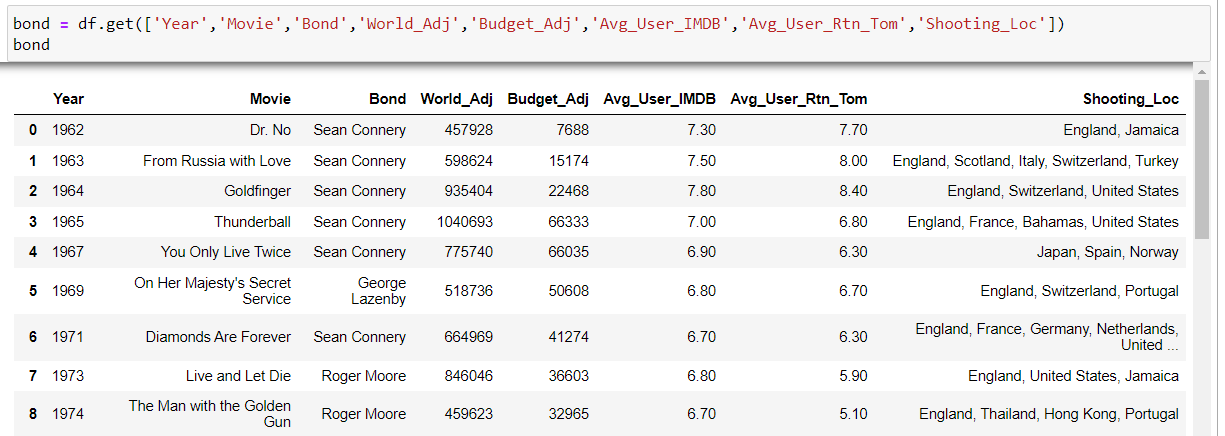 bond = df.get(['Year','Movie','Bond','World_Adj','Budget_Adj','Avg_User_IMDB','Avg_User_Rtn_Tom','Shooting_Loc'])
bond
Year Movie Bond World_Adj Budget_Adj Avg_User_IMDB Avg_User_Rtn_Tom Shooting_Loc
0 1962 Dr. No Sean Connery 457928 7688 7.30 7.70 England, Jamaica
1 1963 From Russia with Love Sean Connery 598624 15174 7.50 8.00 England, Scotland, Italy, Switzerland, Turkey
2 1964 Goldfinger Sean Connery 935404 22468 7.80 8.40 England, Switzerland, United States
3 1965 Thunderball Sean Connery 1040693 66333 7.00 6.80 England, France, Bahamas, United States
4 1967 You Only Live Twice Sean Connery 775740 66035 6.90 6.30 Japan, Spain, Norway
5 1969 On Her Majesty's Secret
Service George
Lazenby 518736 50608 6.80 6.70 England, Switzerland, Portugal
6 1971 Diamonds Are Forever Sean Connery 664969 41274 6.70 6.30 England, France, Germany, Netherlands,
United ...
7 1973 Live and Let Die Roger Moore 846046 36603 6.80 5.90 England, United States, Jamaica
8 1974 The Man with the Golden
Gun Roger Moore 459623 32965 6.70 5.10 England, Thailand, Hong Kong, Portugal